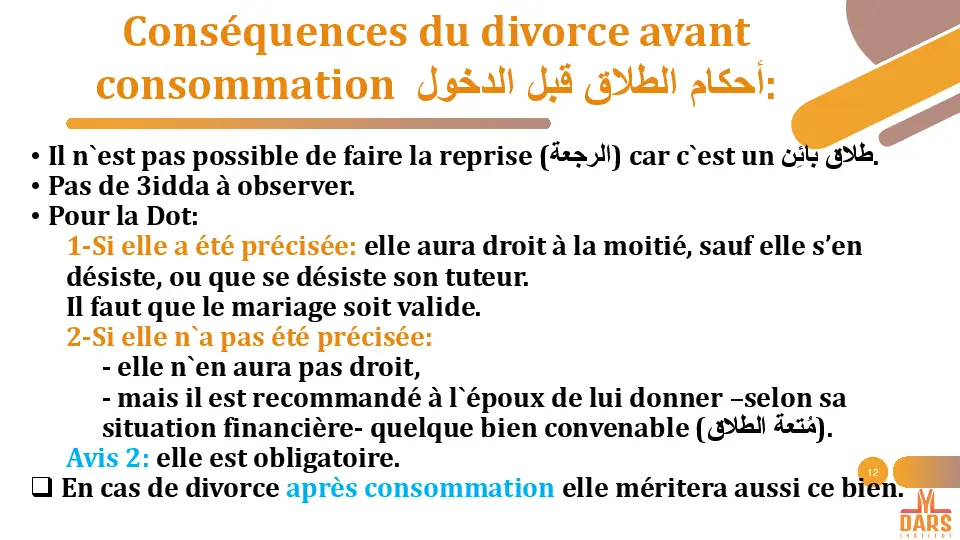 Conséquences du divorce avant
consommation أحكام الطلاق قبل الدخول:
• Il n`est pas possible de faire la reprise (الرجعة) car c`est un طلاق بائِن.
• Pas de 3idda à observer.
• Pour la Dot:
1-Si elle a été précisée: elle aura droit à la moitié, sauf elle s’en
désiste, ou que se désiste son tuteur.
Il faut que le mariage soit valide.
2-Si elle n`a pas été précisée:
- elle n`en aura pas droit,
- mais il est recommandé à l`époux de lui donner –selon sa
situation financière- quelque bien convenable (مُتعة الطلاق).
Avis 2: elle est obligatoire.
❑ En cas de divorce après consommation elle méritera aussi ce bien.
12
DARS
INSTITUT